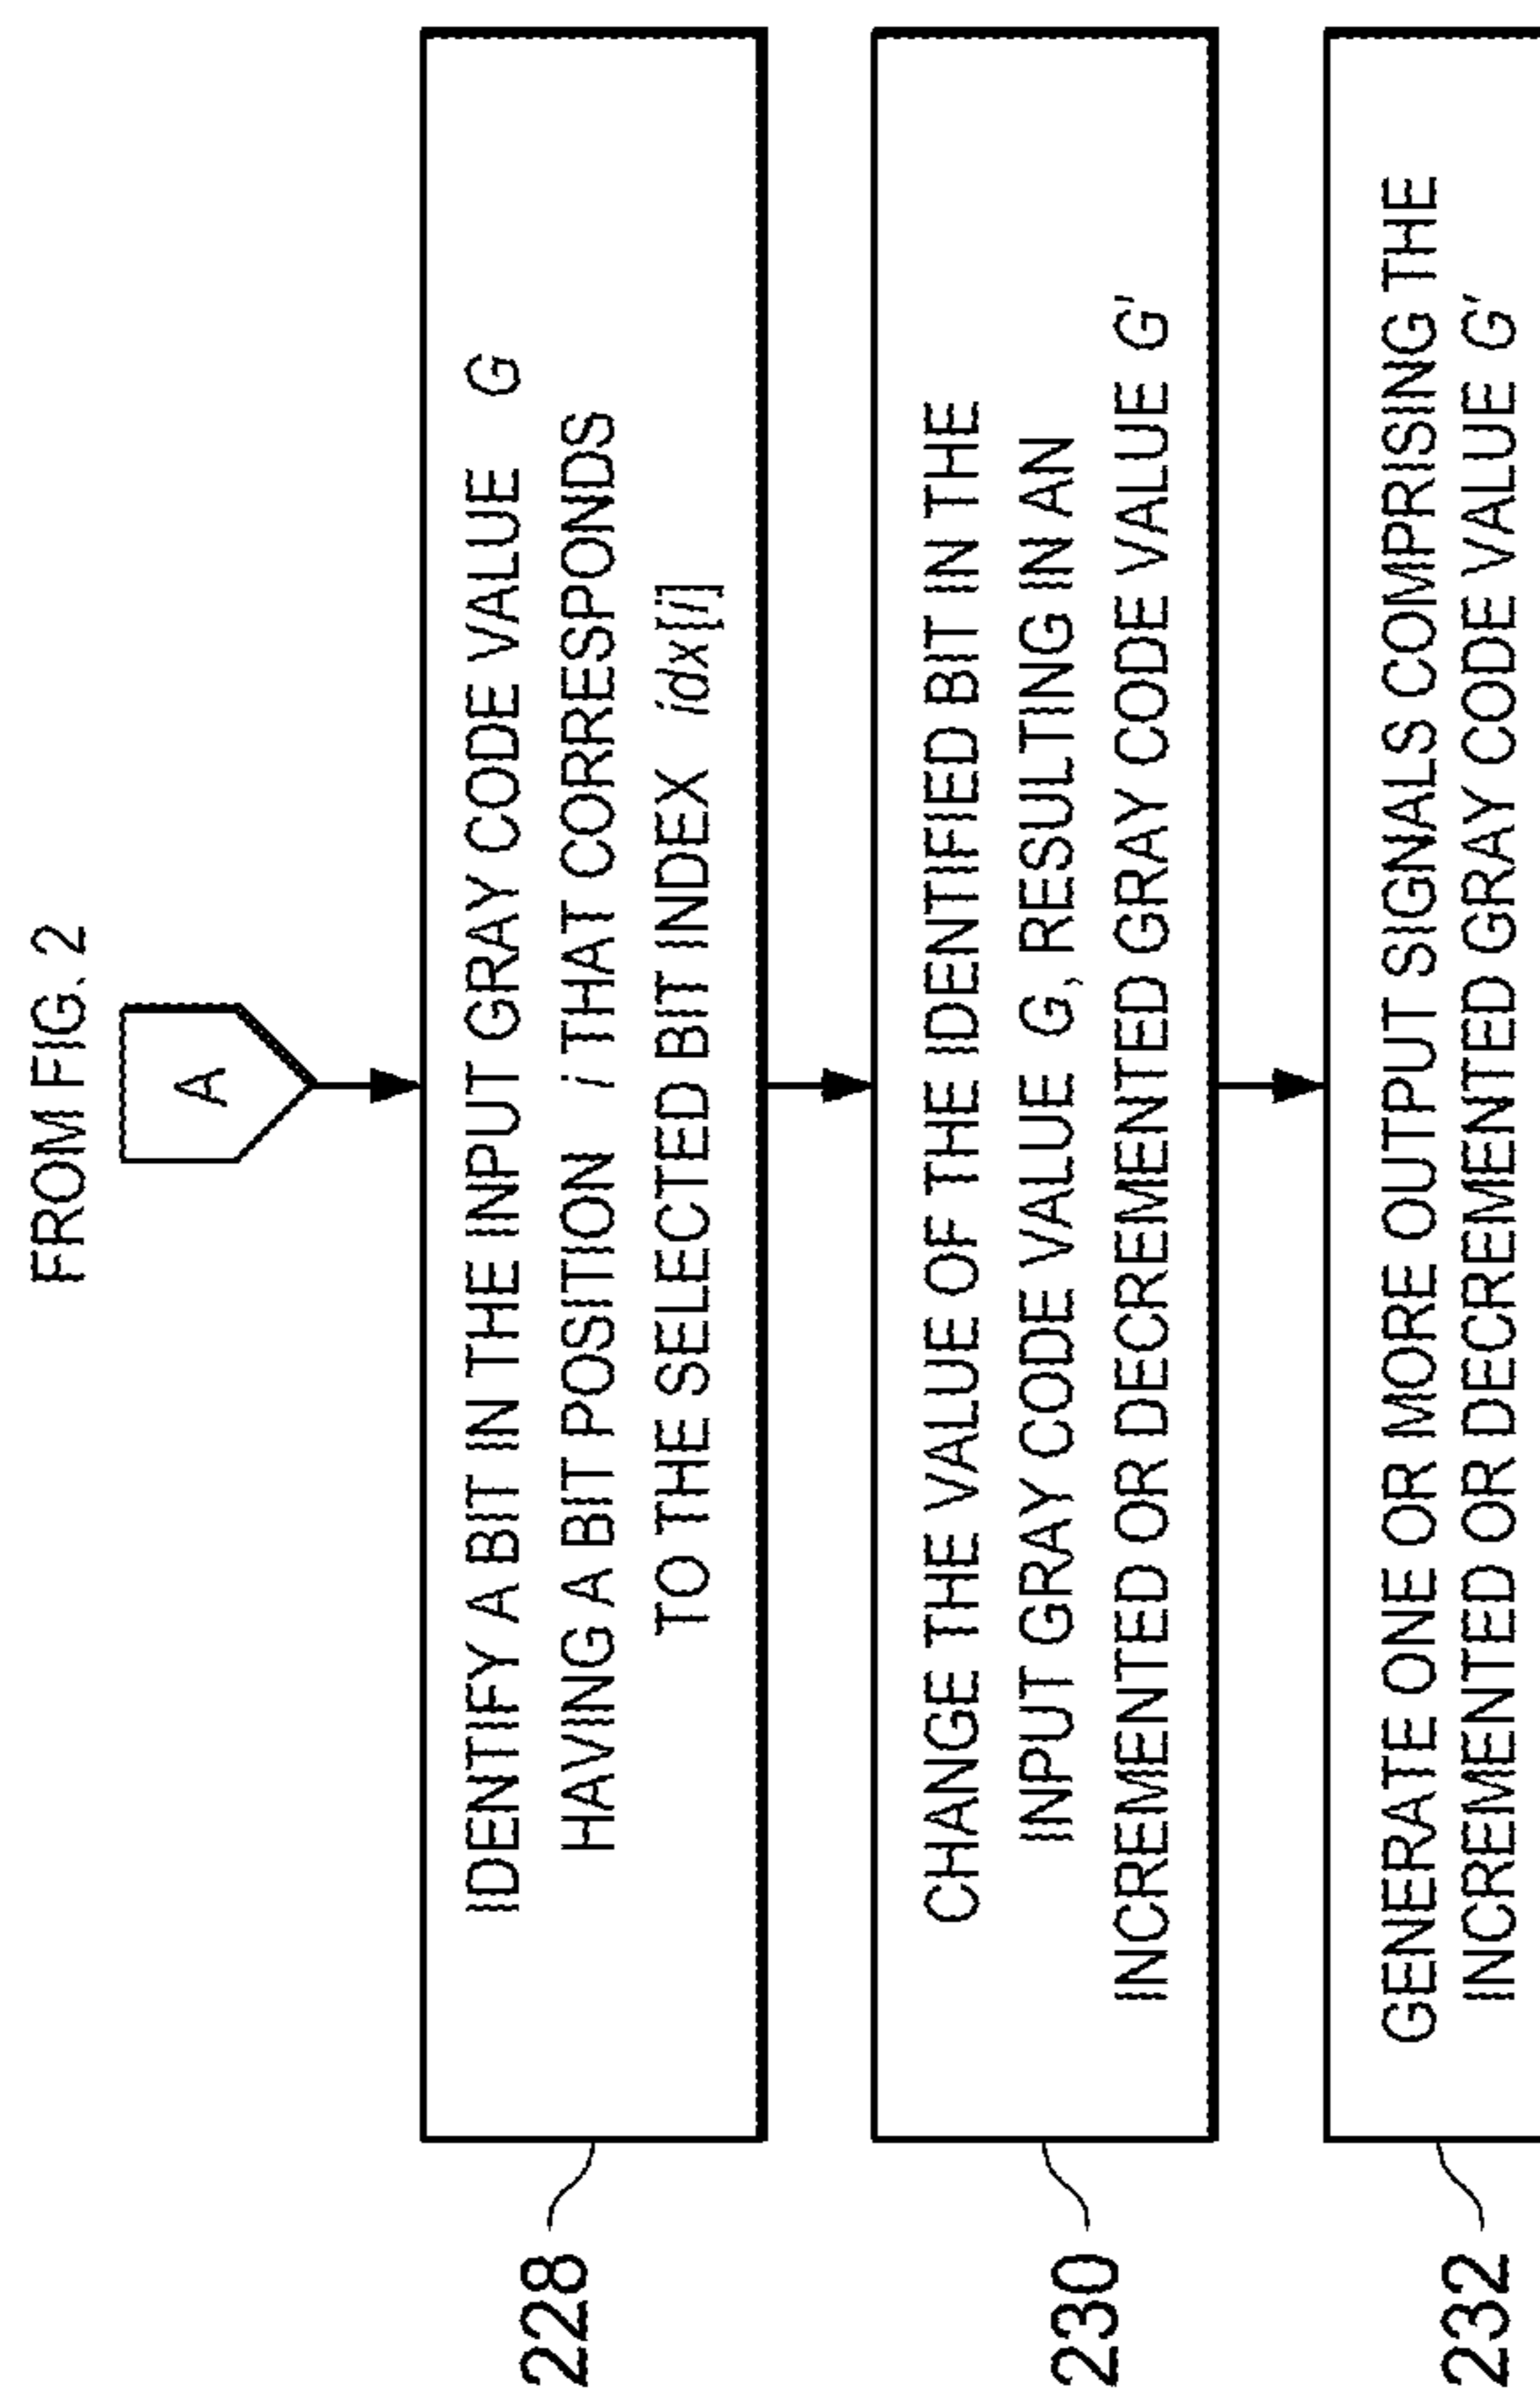 FROM FIG. 2
A
228
IDENTIFY A BIT IN THE INPUT GRAY CODE VALUE G
HAVING A BIT POSITION i THAT CORRESPONDS
TO THE SELECTED BIT INDEX idx[i]
230
CHANGE THE VALUE OF THE IDENTIFIED BIT IN THE
INPUT GRAY CODE VALUE G, RESULTING IN AN
INCREMENTED OR DECREMENTED GRAY CODE VALUE G'
232
GENERATE ONE OR MORE OUTPUT SIGNALS COMPRISING THE
INCREMENTED OR DECREMENTED GRAY CODE VALUE G'